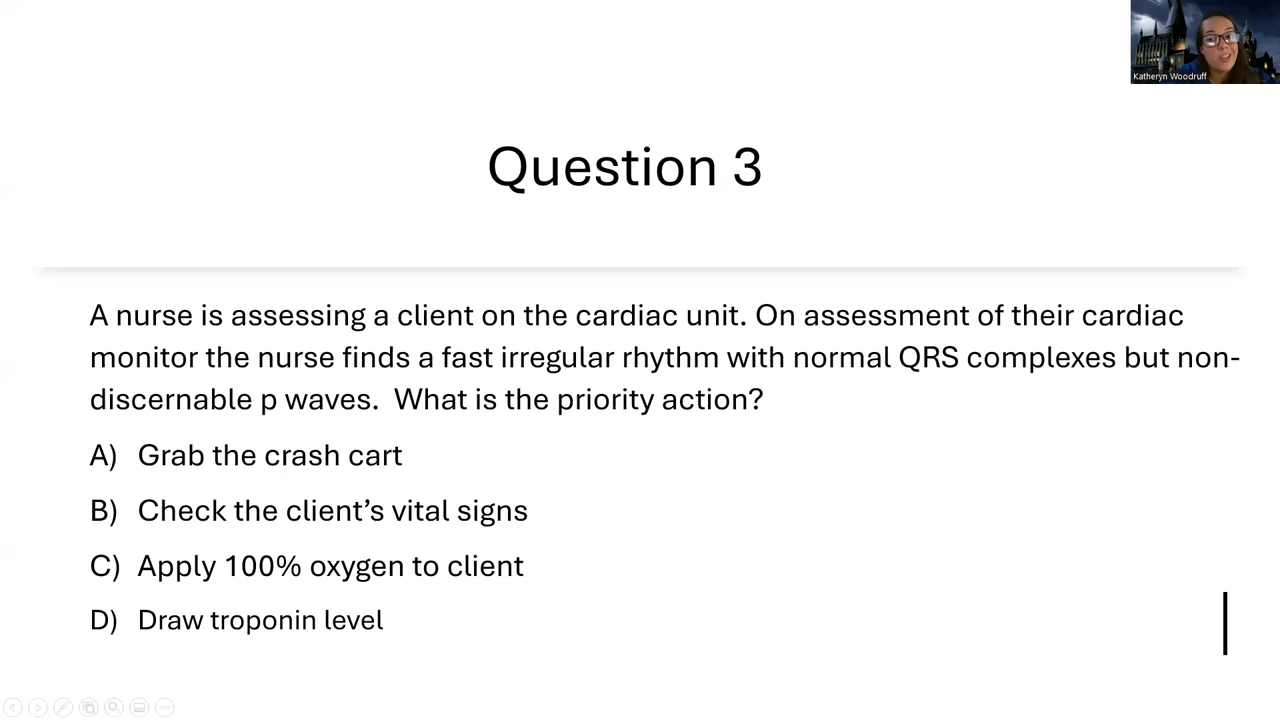 Katheryn Woodruff
Question 3
A nurse is assessing a client on the cardiac unit. On assessment of their cardiac
monitor the nurse finds a fast irregular rhythm with normal QRS complexes but non-
discernable p waves.  What is the priority action?
A) Grab the crash cart
B) Check the client’s vital signs
C) Apply 100% oxygen to client
D) Draw troponin level